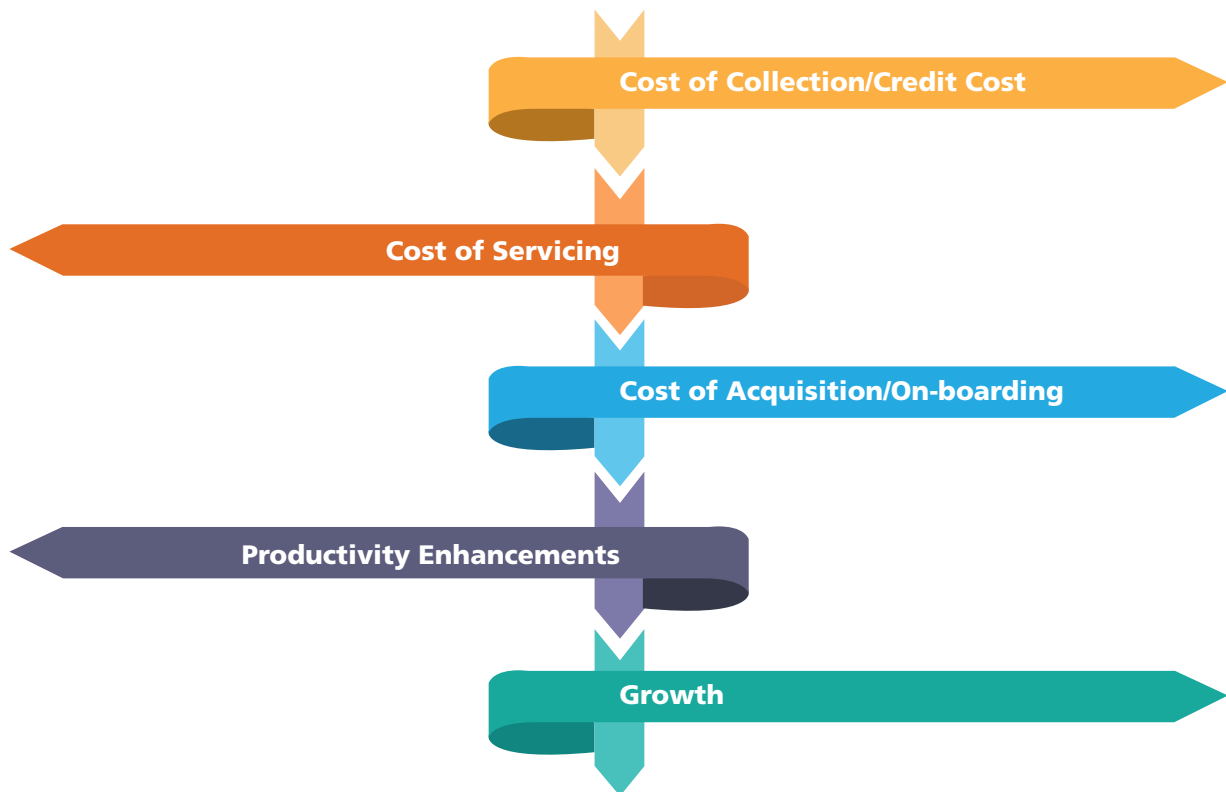 Cost of Collection/Credit Cost
Cost of Servicing
Cost of Acquisition/On-boarding
Productivity Enhancements
Growth